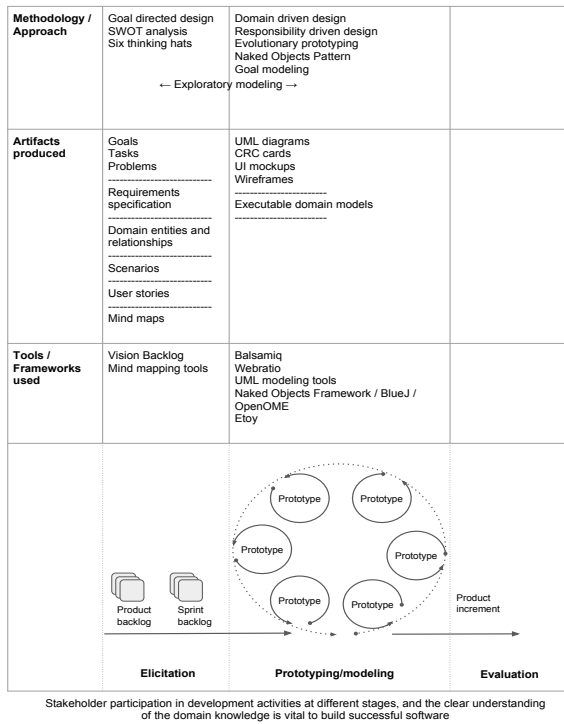 Methodology /
Approach
Goal directed design
SWOT analysis
Six thinking hats
Domain driven design
Responsibility driven design
Evolutionary prototyping
Naked Objects Pattern
Goal modeling
← Exploratory modeling →
Artifacts
produced
Goals
Tasks
Problems
----------------------------
Requirements
specification
----------------------------
Domain entities and
relationships
----------------------------
Scenarios
----------------------------
User stories
----------------------------
Mind maps
UML diagrams
CRC cards
UI mockups
Wireframes
-------------------------
Executable domain models
-------------------------
Tools /
Frameworks
used
Vision Backlog
Mind mapping tools
Balsamiq
Webratio
UML modeling tools
Naked Objects Framework / BlueJ /
OpenOME
Etoy
Prototype
Prototype
Prototype
Prototype
Prototype
Prototype
Product
backlog
Sprint
backlog
Product
increment
Elicitation
Prototyping/modeling
Evaluation
Stakeholder participation in development activities at different stages, and the clear understanding
of the domain knowledge is vital to build successful software